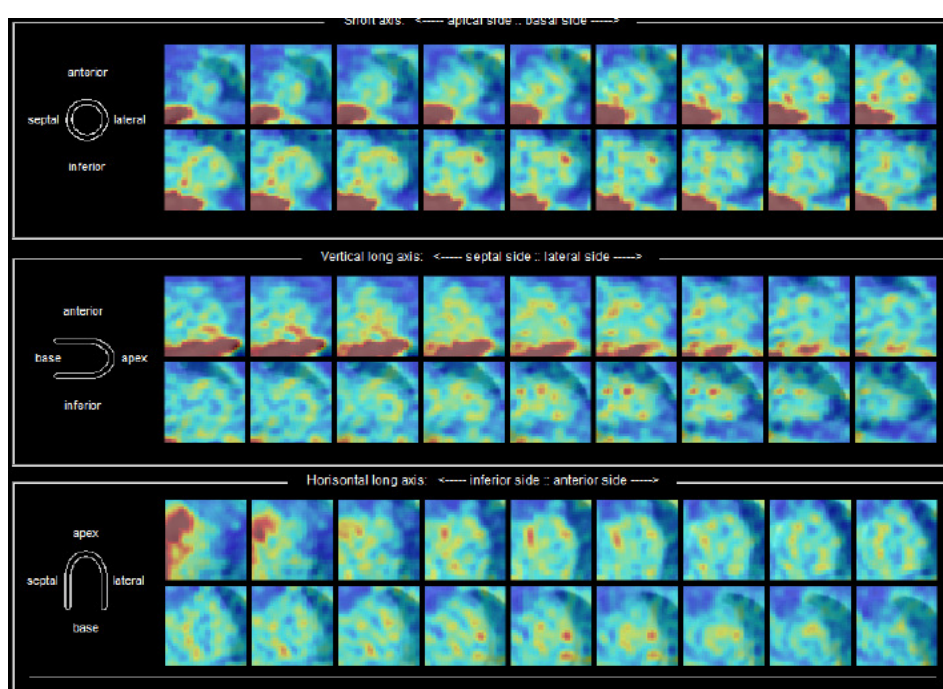 Short axis: <----- apical side :: basal side ----->
anterior
septal lateral
inferior
Vertical long axis: <----- septal side :: lateral side ----->
anterior
base apex
inferior
Horisontal long axis: <----- inferior side :: anterior side ----->
apex
septal lateral
base